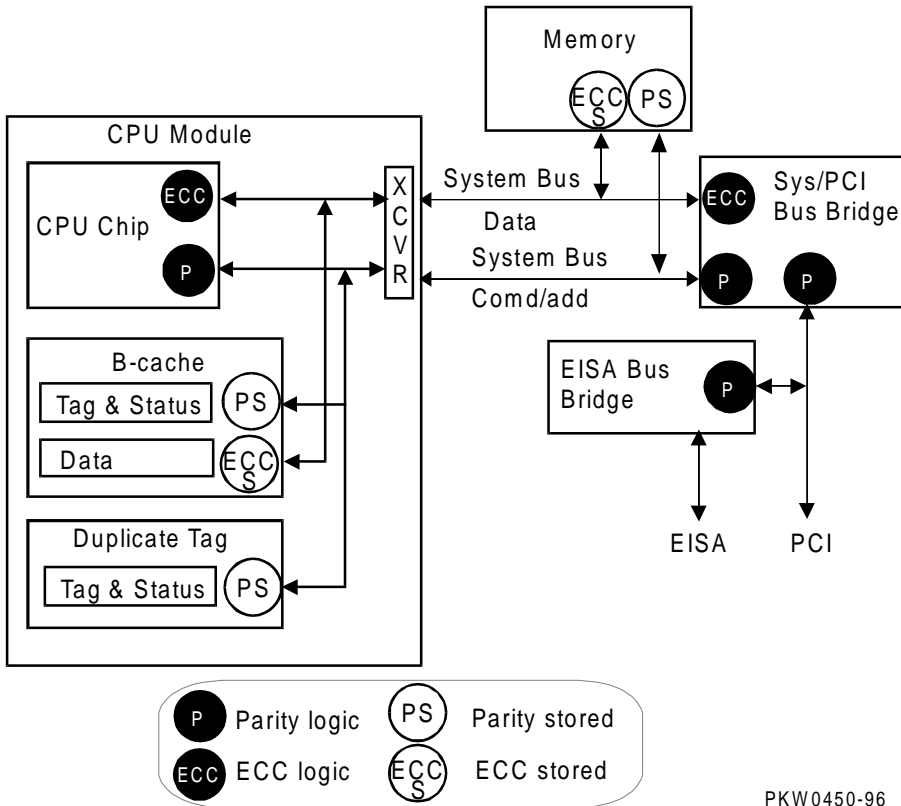 Memory
ECC
S
PS
CPU Module
CPU Chip
ECC
P
X
C
V
R
System Bus
Data
System Bus
Comd/add
ECC
Sys/PCI
Bus Bridge
P
P
B-cache
Tag & Status
PS
Data
ECC
S
EISA Bus
Bridge
P
Duplicate Tag
Tag & Status
PS
EISA
PCI
P
Parity logic
PS
Parity stored
ECC
ECC logic
ECC
S
ECC stored
PKW0450-96